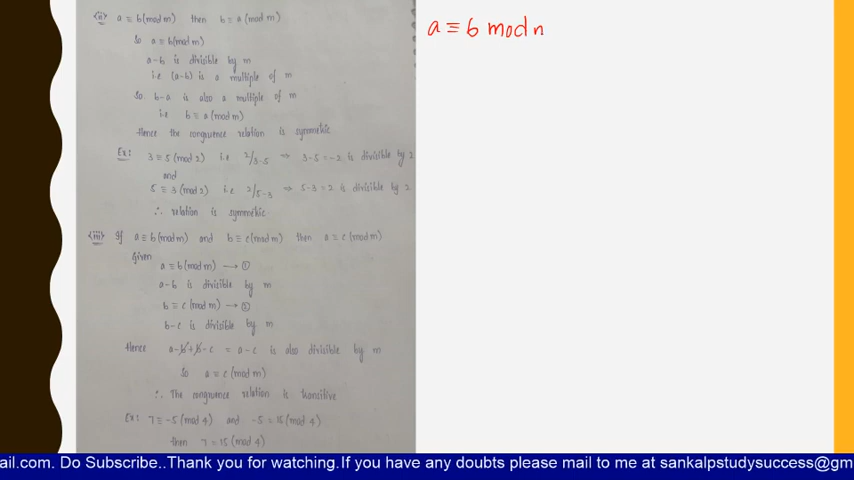 (ii) a ≡ b(mod m) then b ≡ a (mod m)
So a ≡ b(mod m)
a-b is divisible by m
i.e (a-b) is a multiple of m
So. b-a is also a multiple of m
i.e b ≡ a (mod m)
Hence the congruence relation is symmetric
Ex: 3 ≡ 5 (mod 2) i.e 2/3-5 ⇒ 3-5 = -2 is divisible by 2
and
5 ≡ 3 (mod 2) i.e 2/5-3 ⇒ 5-3 = 2 is divisible by 2
∴ relation is symmetric
(iii) If a ≡ b (mod m) and b ≡ c (mod m) then a ≡ c (mod m)
Given
a ≡ b (mod m) → ①
a-b is divisible by m
b ≡ c (mod m) → ②
b-c is divisible by m
Hence a-b+b-c = a-c is also divisible by m
So a ≡ c (mod m)
∴ The congruence relation is transitive
Ex: 7 ≡ -5 (mod 4) and -5 ≡ 15 (mod 4)
then 7 ≡ 15 (mod 4)
a ≡ b mod n
ail.com. Do Subscribe..Thank you for watching.If you have any doubts please mail to me at sankalpstudysuccess@gm